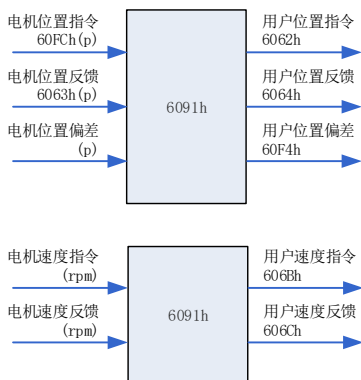 电机位置指令
60FCh(p)
用户位置指令
6062h
电机位置反馈
6063h(p)
6091h
用户位置反馈
6064h
电机位置偏差
(p)
用户位置偏差
60F4h
电机速度指令
(rpm)
用户速度指令
606Bh
6091h
电机速度反馈
(rpm)
用户速度反馈
606Ch